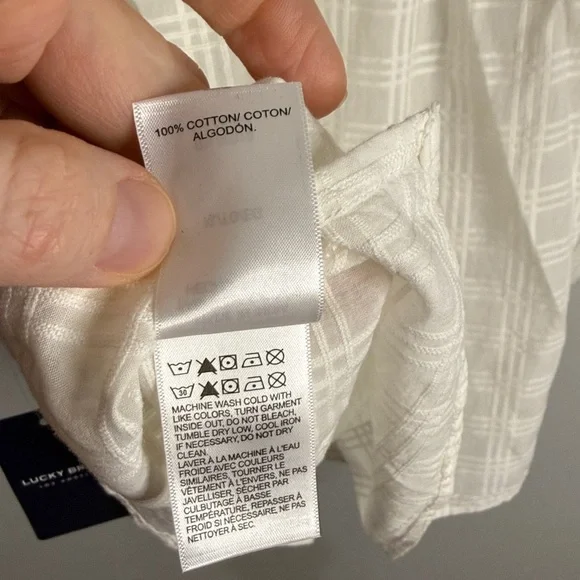 100% COTTON/ COTON/
ALGODÓN.
30
MACHINE WASH COLD WITH
LIKE COLORS, TURN GARMENT
INSIDE OUT, DO NOT BLEACH.
TUMBLE DRY LOW, COOL IRON
IF NECESSARY, DO NOT DRY
CLEAN.
LAVER À LA MACHINE À L'EAU
FROIDE AVEC COULEURS
SIMILAIRES, TOURNER LE
VÊTEMENT À L'ENVERS, NE PAS
JAVELLISER, SÉCHER PAR
CULBUTAGE À BASSE
TEMPÉRATURE, REPASSER À
FROID SI NÉCESSAIRE, NE PAS
NETTOYER À SEC.
LUCKY BR